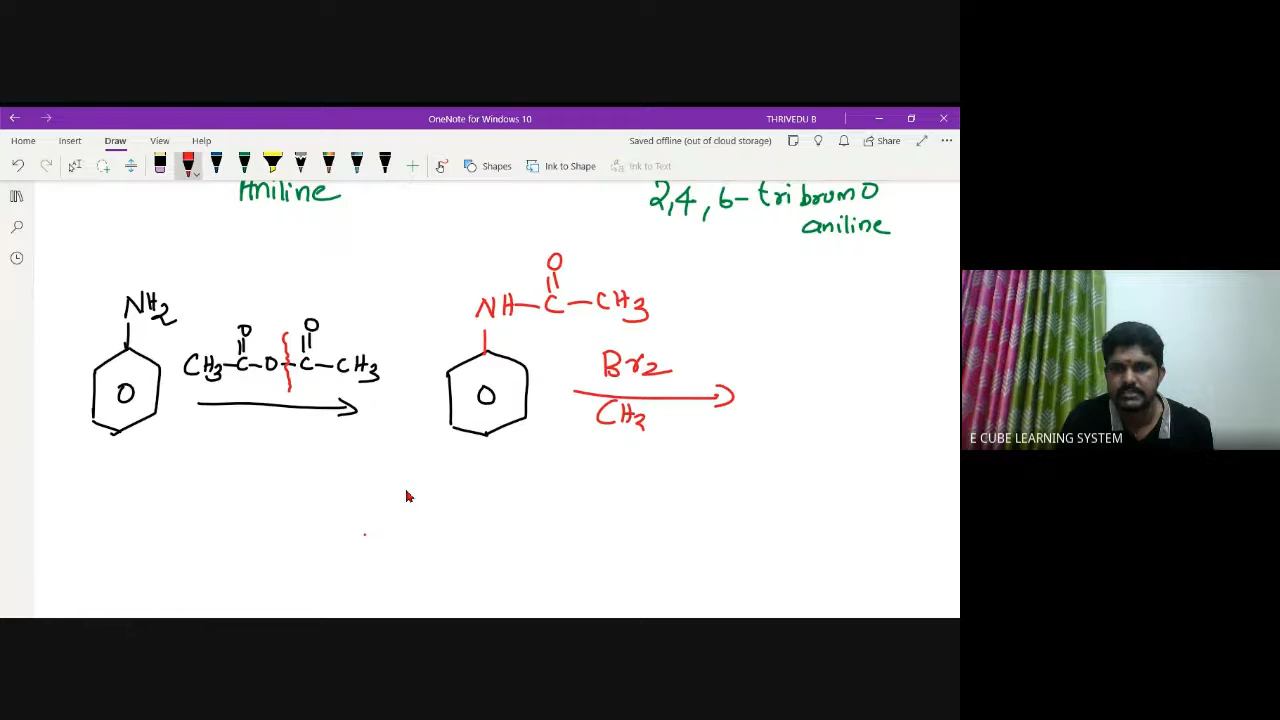 OneNote for Windows 10
THRIVEDU B
Home Insert Draw View Help
Saved offline (out of cloud storage)
Share
Shapes
Ink to Shape
Ink to Text
Aniline
2,4,6-tribromo
aniline
NH2
O O
CH3-C-O-C-CH3
O
NH-C-CH3
Br2
CH3
O
O
E CUBE LEARNING SYSTEM